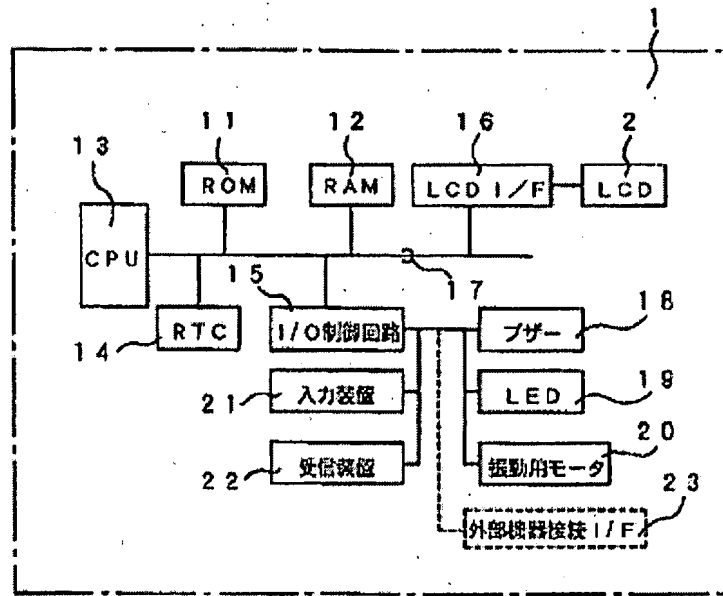 1
11
12
16
2
13
ROM
RAM
LCD I/F
LCD
CPU
15
17
14
RTC
I/O制御回路
ブザー
18
21
入力装置
LED
19
22
受信装置
振動用モータ
20
外部機器接続 I/F
23